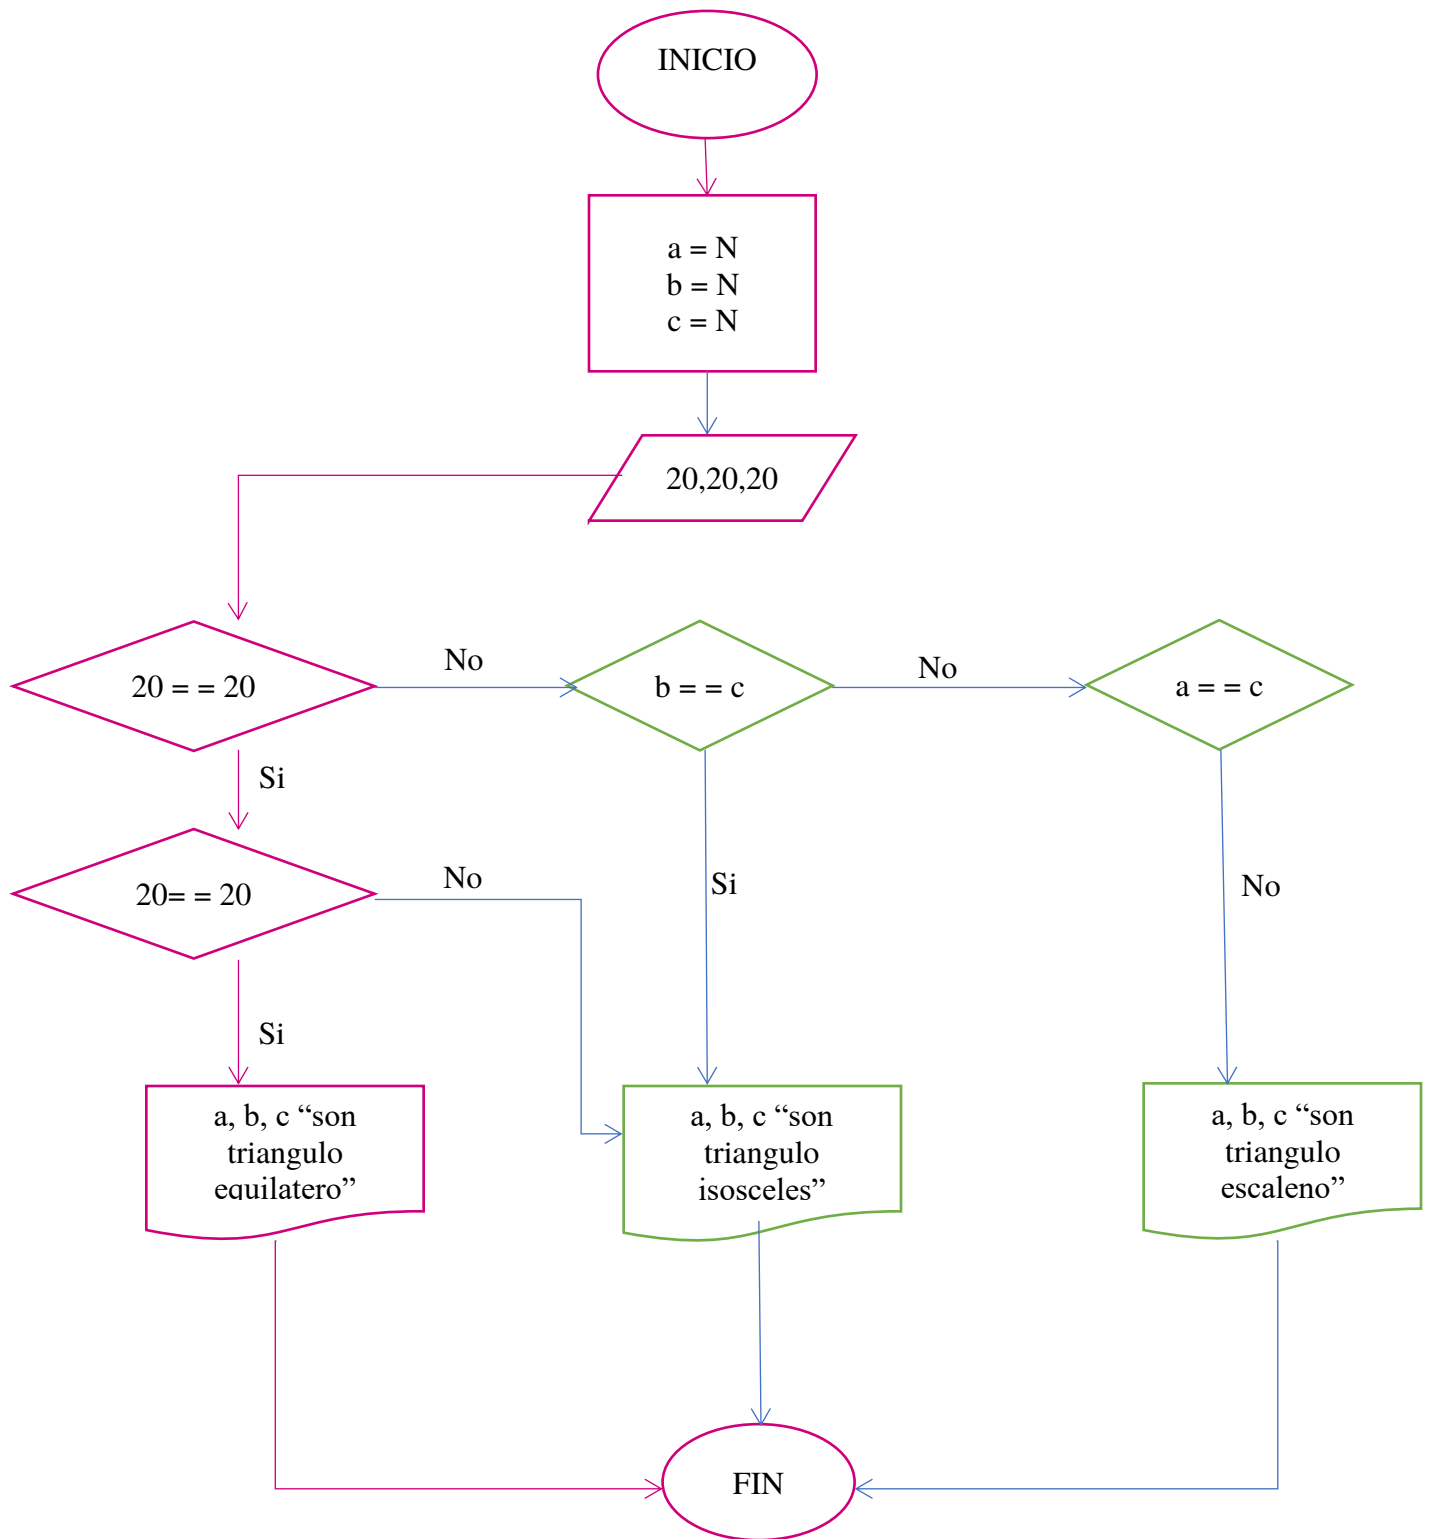 INICIO
a = N
b = N
c = N
20,20,20
20 = = 20
No
b = = c
No
a = = c
Si
20= = 20
No
Si
No
Si
a, b, c “son
triangulo
equilatero”
a, b, c “son
triangulo
isosceles”
a, b, c “son
triangulo
escaleno”
FIN